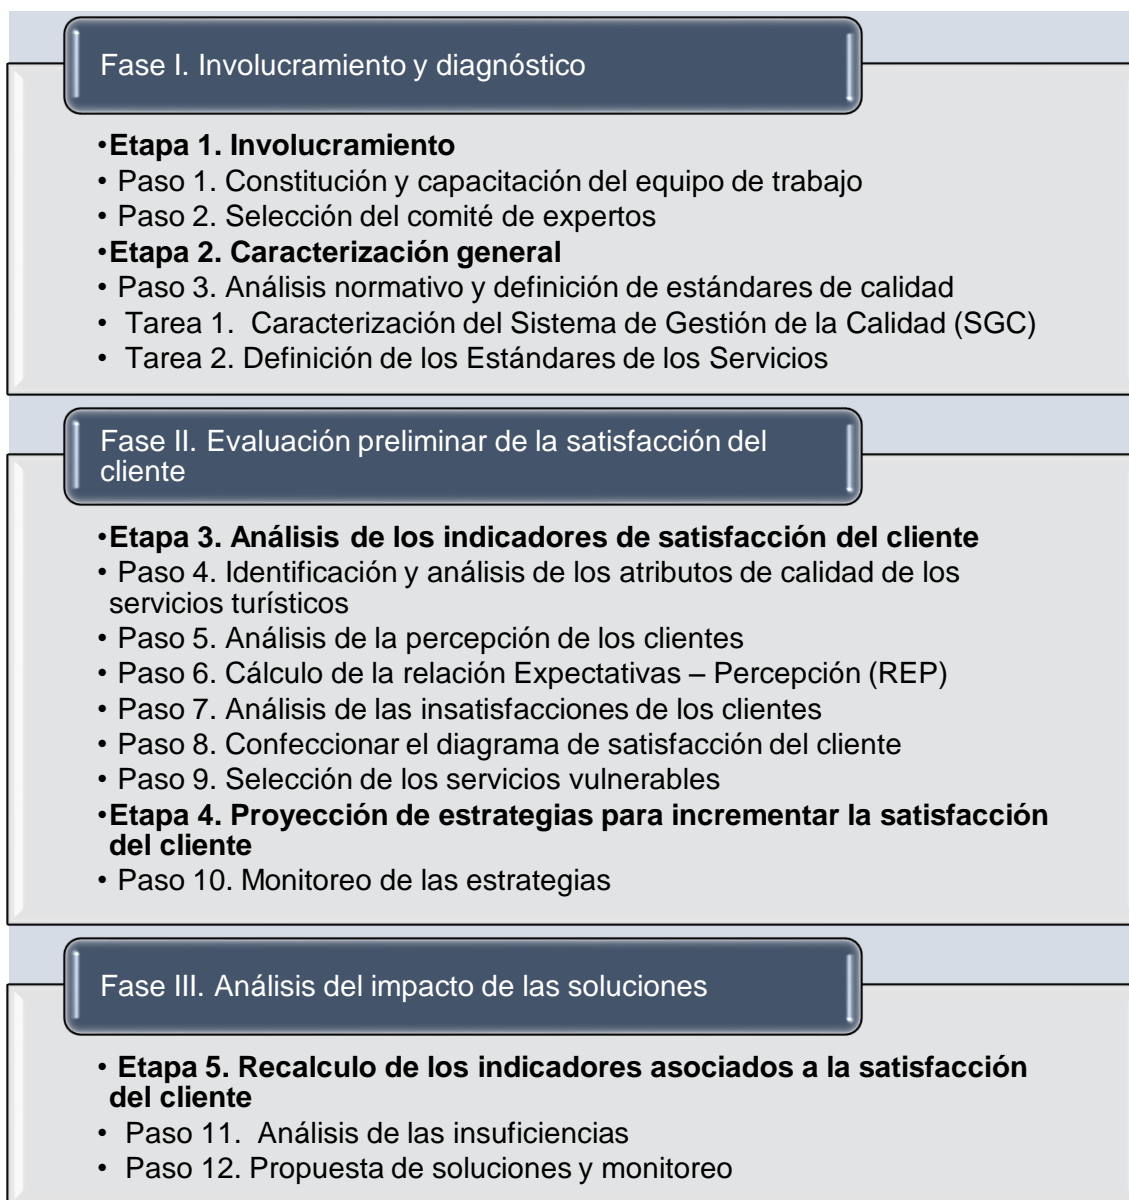 Fase I. Involucramiento y diagnóstico
•Etapa 1. Involucramiento
• Paso 1. Constitución y capacitación del equipo de trabajo
• Paso 2. Selección del comité de expertos
•Etapa 2. Caracterización general
• Paso 3. Análisis normativo y definición de estándares de calidad
• Tarea 1. Caracterización del Sistema de Gestión de la Calidad (SGC)
• Tarea 2. Definición de los Estándares de los Servicios
Fase II. Evaluación preliminar de la satisfacción del
cliente
•Etapa 3. Análisis de los indicadores de satisfacción del cliente
• Paso 4. Identificación y análisis de los atributos de calidad de los
servicios turísticos
• Paso 5. Análisis de la percepción de los clientes
• Paso 6. Cálculo de la relación Expectativas – Percepción (REP)
• Paso 7. Análisis de las insatisfacciones de los clientes
• Paso 8. Confeccionar el diagrama de satisfacción del cliente
• Paso 9. Selección de los servicios vulnerables
•Etapa 4. Proyección de estrategias para incrementar la satisfacción
del cliente
• Paso 10. Monitoreo de las estrategias
Fase III. Análisis del impacto de las soluciones
• Etapa 5. Recalculo de los indicadores asociados a la satisfacción
del cliente
• Paso 11. Análisis de las insuficiencias
• Paso 12. Propuesta de soluciones y monitoreo